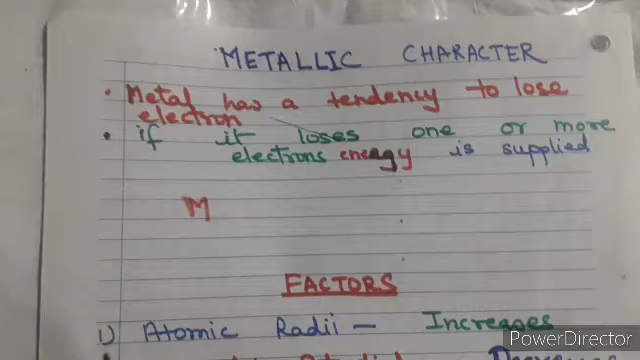 METALLIC CHARACTER
• Metal has a tendency to lose
electron
• if it loses one or more
electrons energy is supplied
M
FACTORS
1) Atomic Radii - Increases
PowerDirector